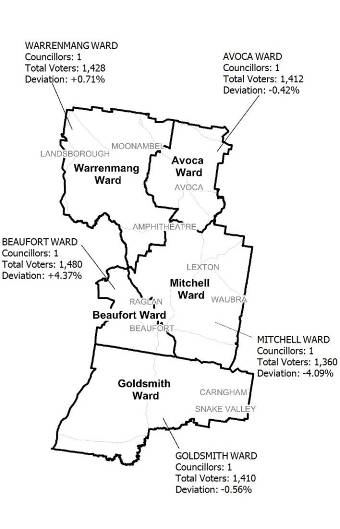 WARRENMANG WARD
Councillors: 1
Total Voters: 1,428
Deviation: +0.71%
AVOCA WARD
Councillors: 1
Total Voters: 1,412
Deviation: -0.42%
MOONAMBEL
LANDSBOROUGH
Warrenmang
Ward
Avoca
Ward
AVOCA
AMPHITHEATRE
BEAUFORT WARD
Councillors: 1
Total Voters: 1,480
Deviation: +4.37%
LEXTON
Mitchell
Ward
WAUBRA
RAGLAN
Beaufort Ward
BEAUFORT
MITCHELL WARD
Councillors: 1
Total Voters: 1,360
Deviation: -4.09%
Goldsmith
Ward
CARNGHAM
SNAKE VALLEY
GOLDSMITH WARD
Councillors: 1
Total Voters: 1,410
Deviation: -0.56%